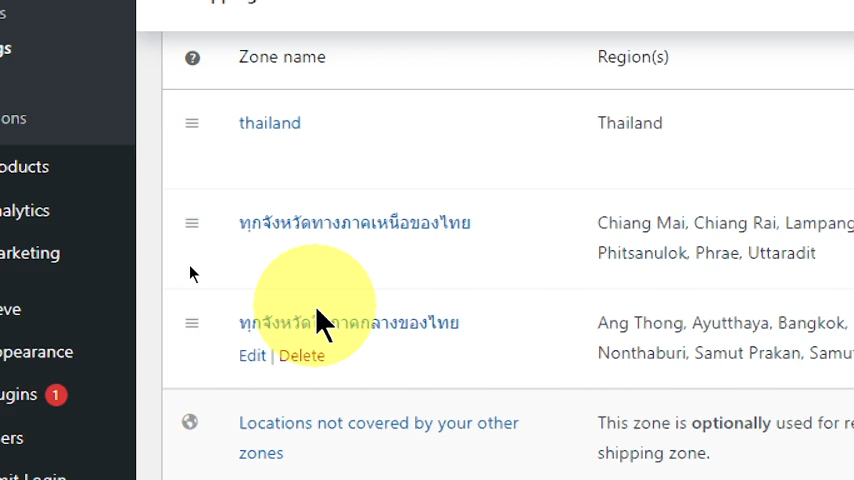 Zone name
Region(s)
ons
thailand
Thailand
oducts
alytics
ทุกจังหวัดทางภาคเหนือของไทย
Chiang Mai, Chiang Rai, Lampang
Phitsanulok, Phrae, Uttaradit
arketing
eve
ภาคกลางของไทย
Ang Thong, Ayutthaya, Bangkok,
Edit | Delete
Nonthaburi, Samut Prakan, Samu
ppearance
ugins 1
Locations not covered by your other
zones
This zone is optionally used for re
shipping zone.
ers